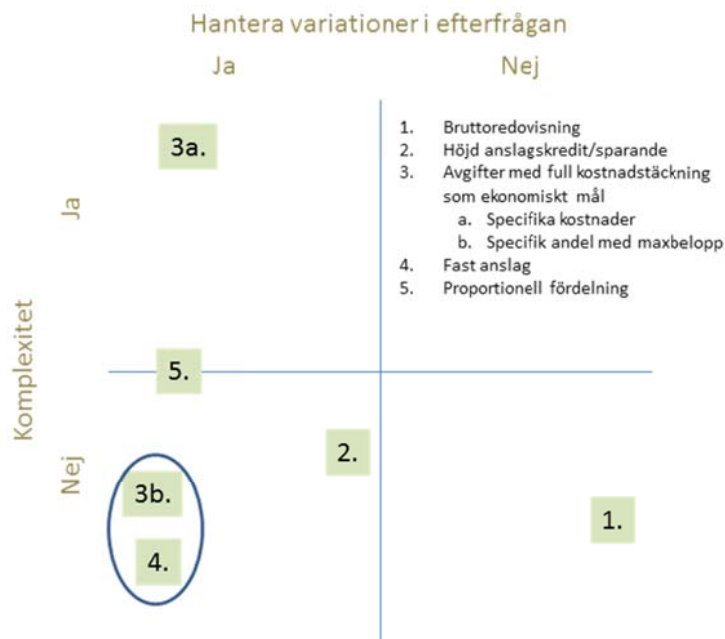 Hantera variationer i efterfrågan
Ja
Nej
Komplexitet
Ja
Nej
3a.
5.
2.
3b.
4.
1.
1. Bruttoredovisning
2. Höjd anslagskredit/sparande
3. Avgifter med full kostnadstäckning
som ekonomiskt mål
a. Specifika kostnader
b. Specifik andel med maxbelopp
4. Fast anslag
5. Proportionell fördelning